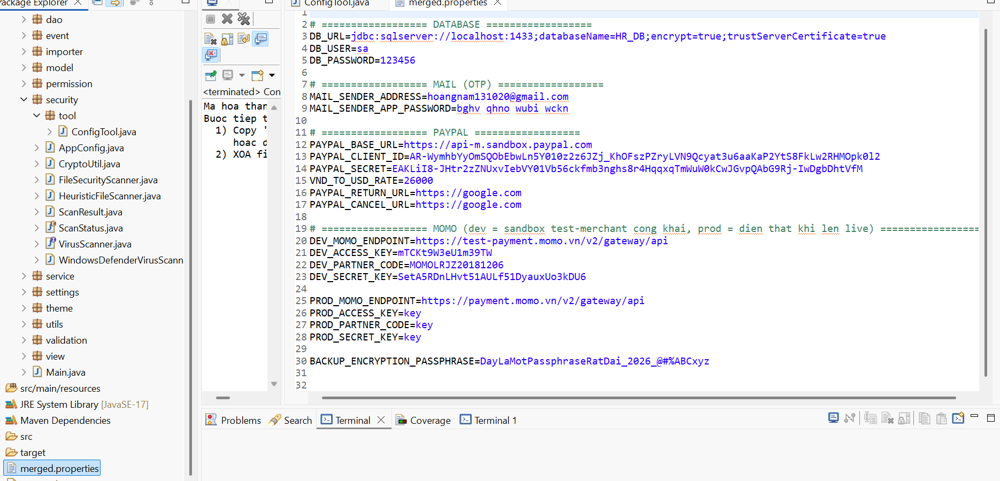 Package Explorer
dao
event
importer
model
permission
security
tool
ConfigTool.java
AppConfig.java
CryptoUtil.java
FileSecurityScanner.java
HeuristicFileScanner.java
ScanResult.java
ScanStatus.java
VirusScanner.java
WindowsDefenderVirusScann
service
settings
theme
utils
validation
view
Main.java
src/main/resources
JRE System Library [JavaSE-17]
Maven Dependencies
src
target
merged.properties
<terminated> Con
Ma hoa than
Buoc tiep t
1) Copy '
hoac d
2) XOA fi
ConfigTool.java
merged.properties
1
2 # ================== DATABASE ==================
3 DB_URL=jdbc:sqlserver://localhost:1433;databaseName=HR_DB;encrypt=true;trustServerCertificate=true
4 DB_USER=sa
5 DB_PASSWORD=123456
6
7 # ================== MAIL (OTP) ==================
8 MAIL_SENDER_ADDRESS=hoangnam131020@gmail.com
9 MAIL_SENDER_APP_PASSWORD=bghv qhno wubi wckn
10
11 # ================== PAYPAL ==================
12 PAYPAL_BASE_URL=https://api-m.sandbox.paypal.com
13 PAYPAL_CLIENT_ID=AR-WymhbYyOmSQObEbwLn5Y010z2z6JZj_KhOFszPZryLVN9Qcyat3u6aaKaP2YtS8FkLw2RHMOpk0l2
14 PAYPAL_SECRET=EAKLiI8-JHtr2zZNUxvIebVY01Vb56ckfmb3nghs8r4HqqxqTmWuW0kCwJGvpQAbG9Rj-IwDgbDhtVfM
15 VND_TO_USD_RATE=26000
16 PAYPAL_RETURN_URL=https://google.com
17 PAYPAL_CANCEL_URL=https://google.com
18
19 # ================== MOMO (dev = sandbox test-merchant cong khai, prod = dien that khi len live) =================
20 DEV_MOMO_ENDPOINT=https://test-payment.momo.vn/v2/gateway/api
21 DEV_ACCESS_KEY=mTCKt9W3eU1m39TW
22 DEV_PARTNER_CODE=MOMOLRJZ20181206
23 DEV_SECRET_KEY=SetA5RDnLHvt51AULf51DyauxUo3kDU6
24
25 PROD_MOMO_ENDPOINT=https://payment.momo.vn/v2/gateway/api
26 PROD_ACCESS_KEY=key
27 PROD_PARTNER_CODE=key
28 PROD_SECRET_KEY=key
29
30 BACKUP_ENCRYPTION_PASSPHRASE=DayLaMotPassphraseRatDai_2026_@#%ABCxyz
31
32
Problems
Search
Terminal
Coverage
Terminal 1